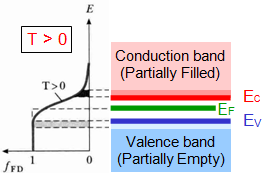 E
T > 0
T>0
Conduction band
(Partially Filled)
Ec
EF
Ev
Valence band
(Partially Empty)
fFD
1
0